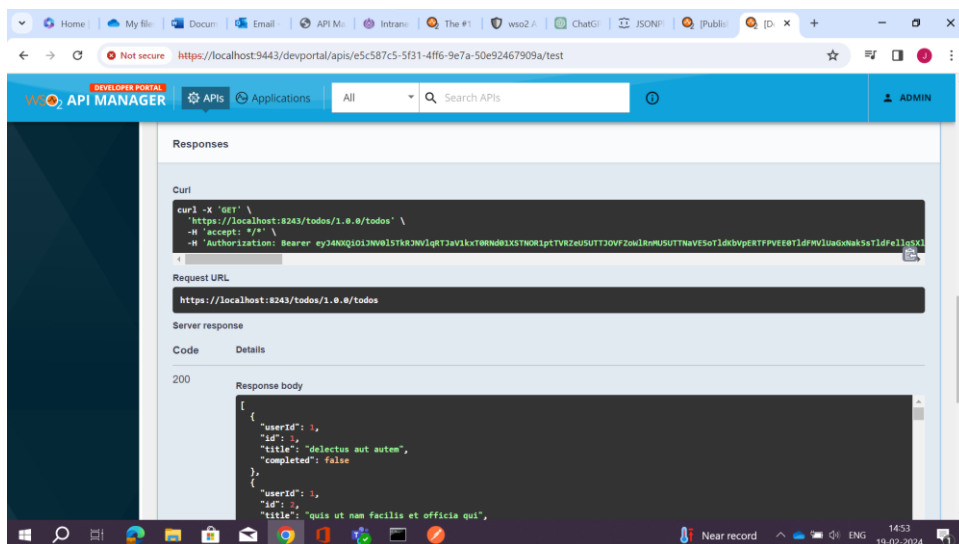 Home
My file
Docum
Email
API Ma
Intrane
The #1
wso2 A
ChatGF
JSONPl
[Publis
[De
Not secure https://localhost:9443/devportal/apis/e5c587c5-5f31-4ff6-9e7a-50e92467909a/test
DEVELOPER PORTAL
WSO2 API MANAGER
APIs
Applications
All
Search APIs
ADMIN
Responses
Curl
curl -X 'GET' \
'https://localhost:8243/todos/1.0.0/todos' \
-H 'accept: */*' \
-H 'Authorization: Bearer
Request URL
https://localhost:8243/todos/1.0.0/todos
Server response
Code Details
200
Response body
[
{
"userId": 1,
"id": 1,
"title": "delectus aut autem",
"completed": false
},
{
"userId": 1,
"id": 2,
"title": "quis ut nam facilis et officia qui",
Near record
ENG
14:53
19-02-2024